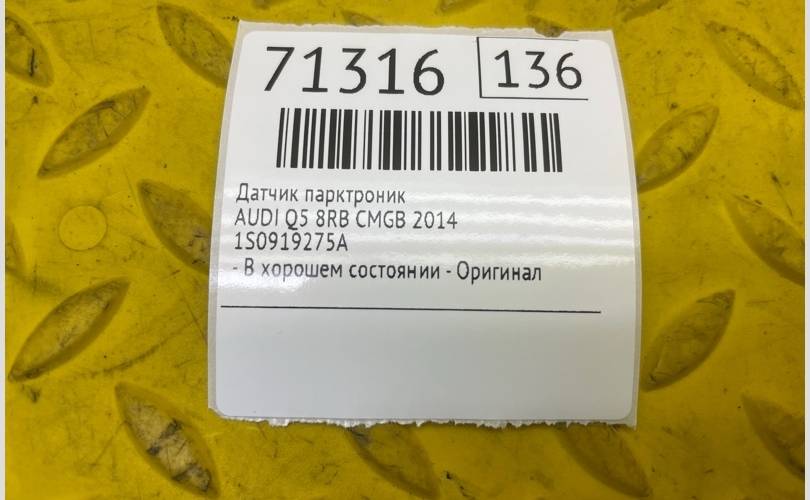 71316 136
Датчик парктроник
AUDI Q5 8RB CMGB 2014
1S0919275A
- В хорошем состоянии - Оригинал